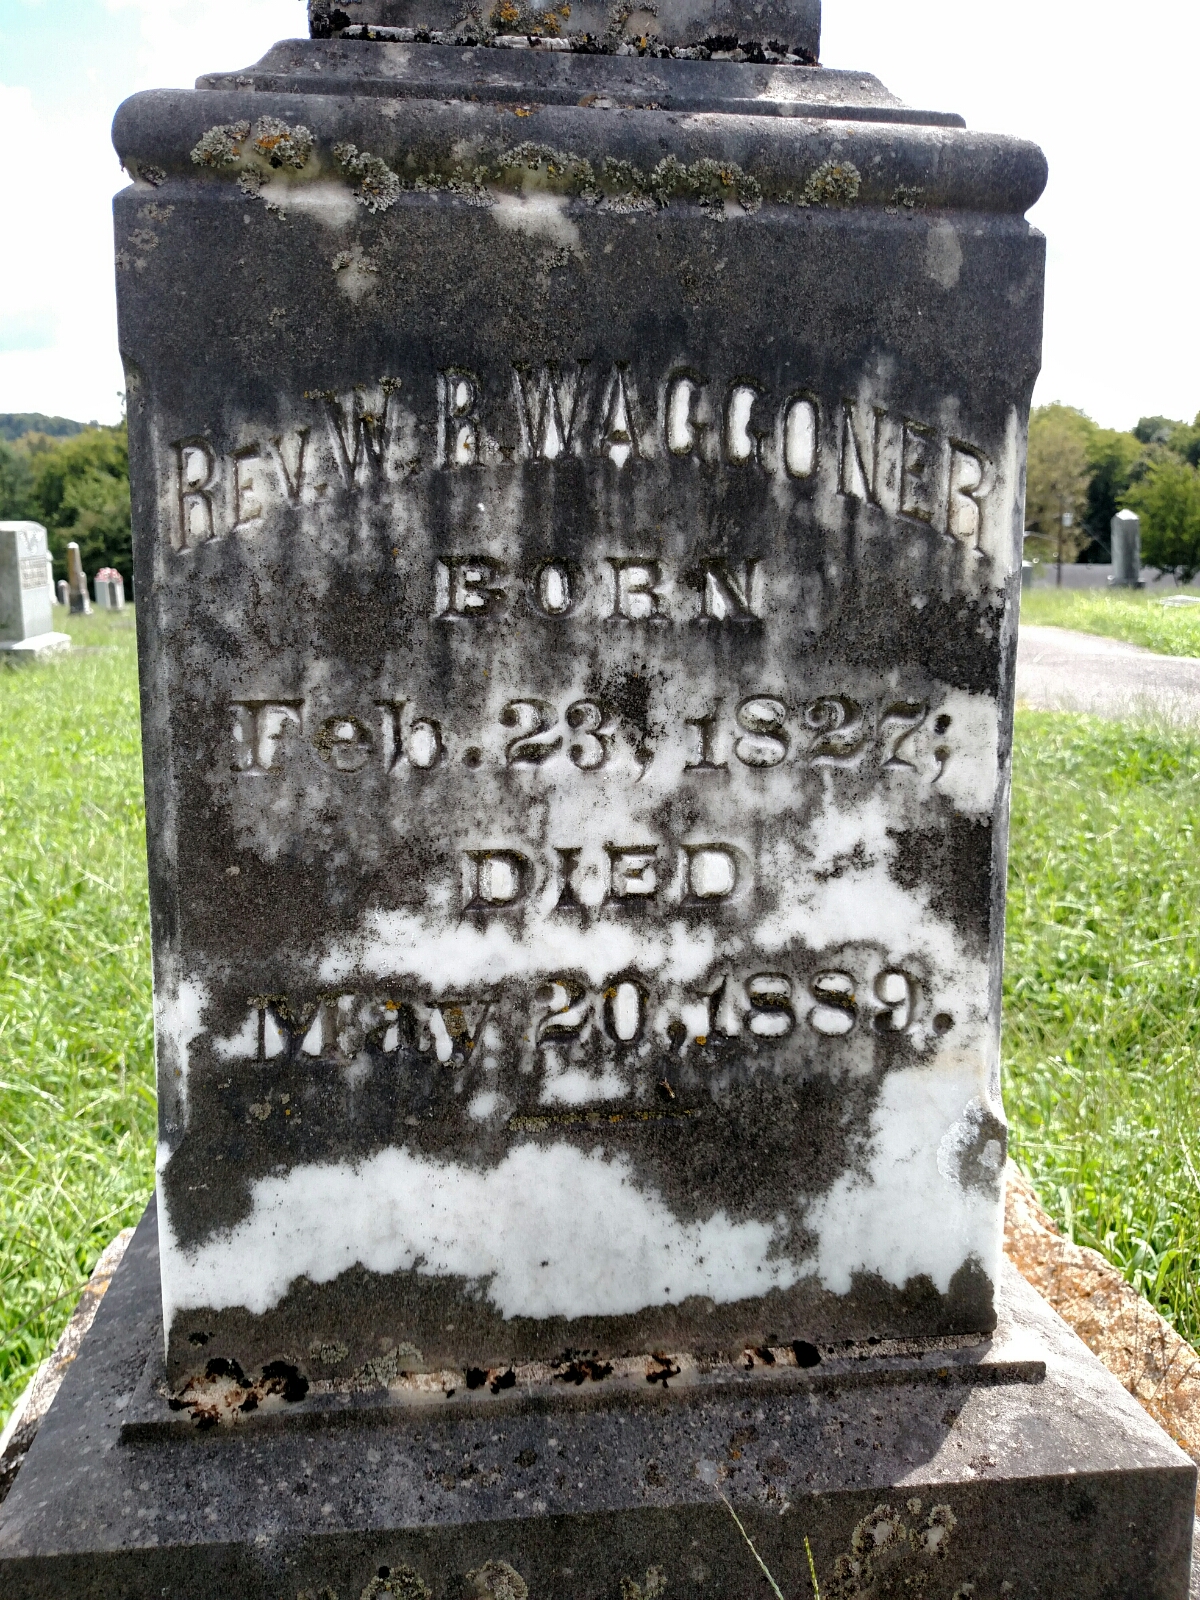 REV. W. R. WAGGONER
BORN
Feb. 23, 1827;
DIED
May 20, 1889.